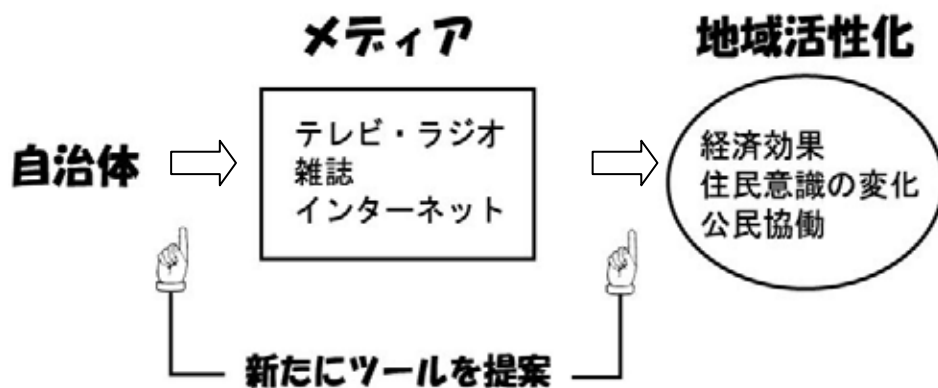 メディア
地域活性化
自治体
テレビ・ラジオ
雑誌
インターネット
経済効果
住民意識の変化
公民協働
新たにツールを提案